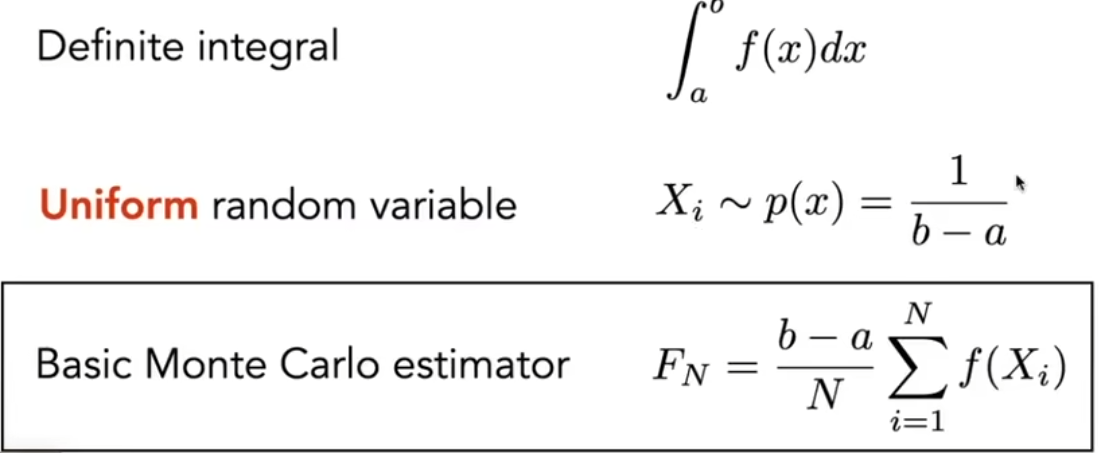 Definite integral ∫_a^b f(x)dx
Uniform random variable X_i ~ p(x) = 1/(b − a)
Basic Monte Carlo estimator F_N = (b − a)/N ∑_{i=1}^{N} f(X_i)